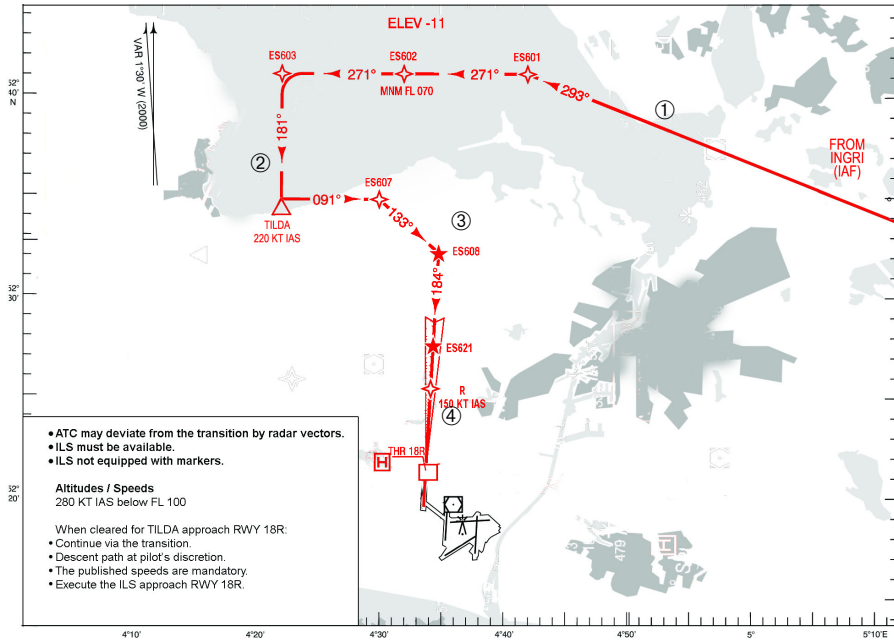 ELEV -11
VAR 1°30' W (2000)
ES603
ES602
ES601
52°
40'
N
271°
271°
MNM FL 070
293°
①
181°
②
FROM
INGRI
(IAF)
ES607
091°
TILDA
220 KT IAS
133°
③
ES608
184°
52°
30'
ES621
R
150 KT IAS
④
THR 18R
H
• ATC may deviate from the transition by radar vectors.
• ILS must be available.
• ILS not equipped with markers.
Altitudes / Speeds
280 KT IAS below FL 100
When cleared for TILDA approach RWY 18R:
• Continue via the transition.
• Descent path at pilot's discretion.
• The published speeds are mandatory.
• Execute the ILS approach RWY 18R.
52°
20'
479
H
4°10'
4°20'
4°30'
4°40'
4°50'
5°
5°10'E